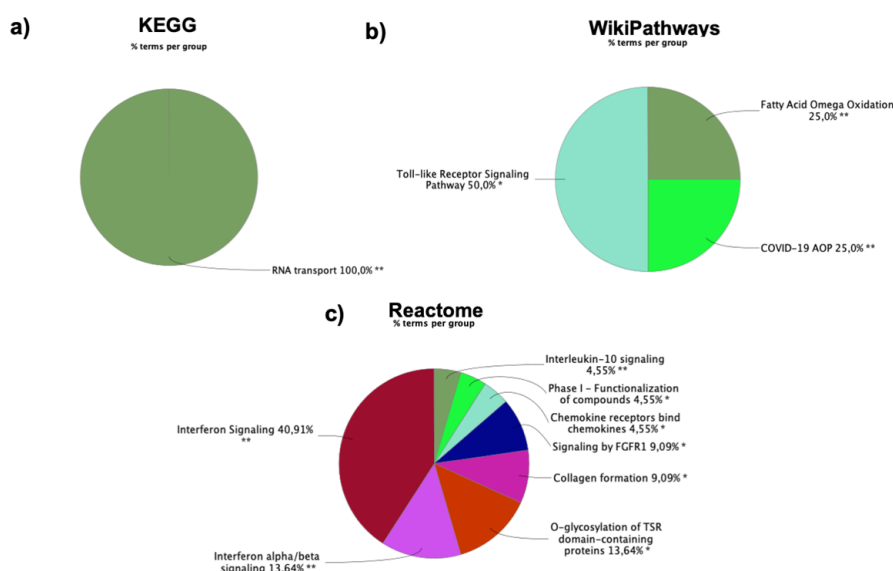 a)
KEGG
% terms per group
RNA transport 100,0% **
b)
WikiPathways
% terms per group
Fatty Acid Omega Oxidation
25,0% **
Toll-like Receptor Signaling
Pathway 50,0% *
COVID-19 AOP 25,0% **
c)
Reactome
% terms per group
Interleukin-10 signaling
4,55% **
Phase I - Functionalization
of compounds 4,55% *
Chemokine receptors bind
chemokines 4,55% *
Signaling by FGFR1 9,09% *
Collagen formation 9,09% *
O-glycosylation of TSR
domain-containing
proteins 13,64% *
Interferon alpha/beta
signaling 13,64% **
Interferon Signaling 40,91%
**